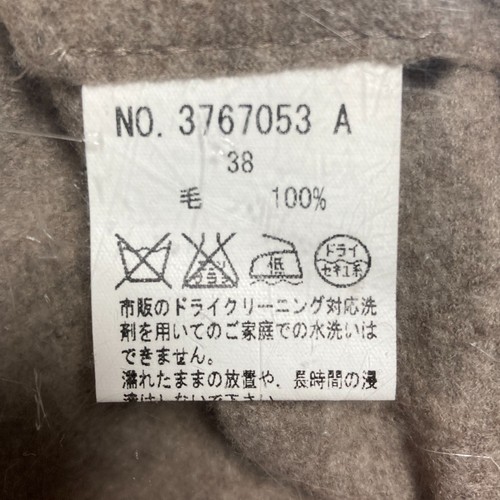 NO. 3767053 A
38
毛 100%
低 ドライ
セキユ系
市販のドライクリーニング対応洗
剤を用いてのご家庭での水洗いは
できません。
濡れたままの放置や、長時間の浸
漬はしないで下さい